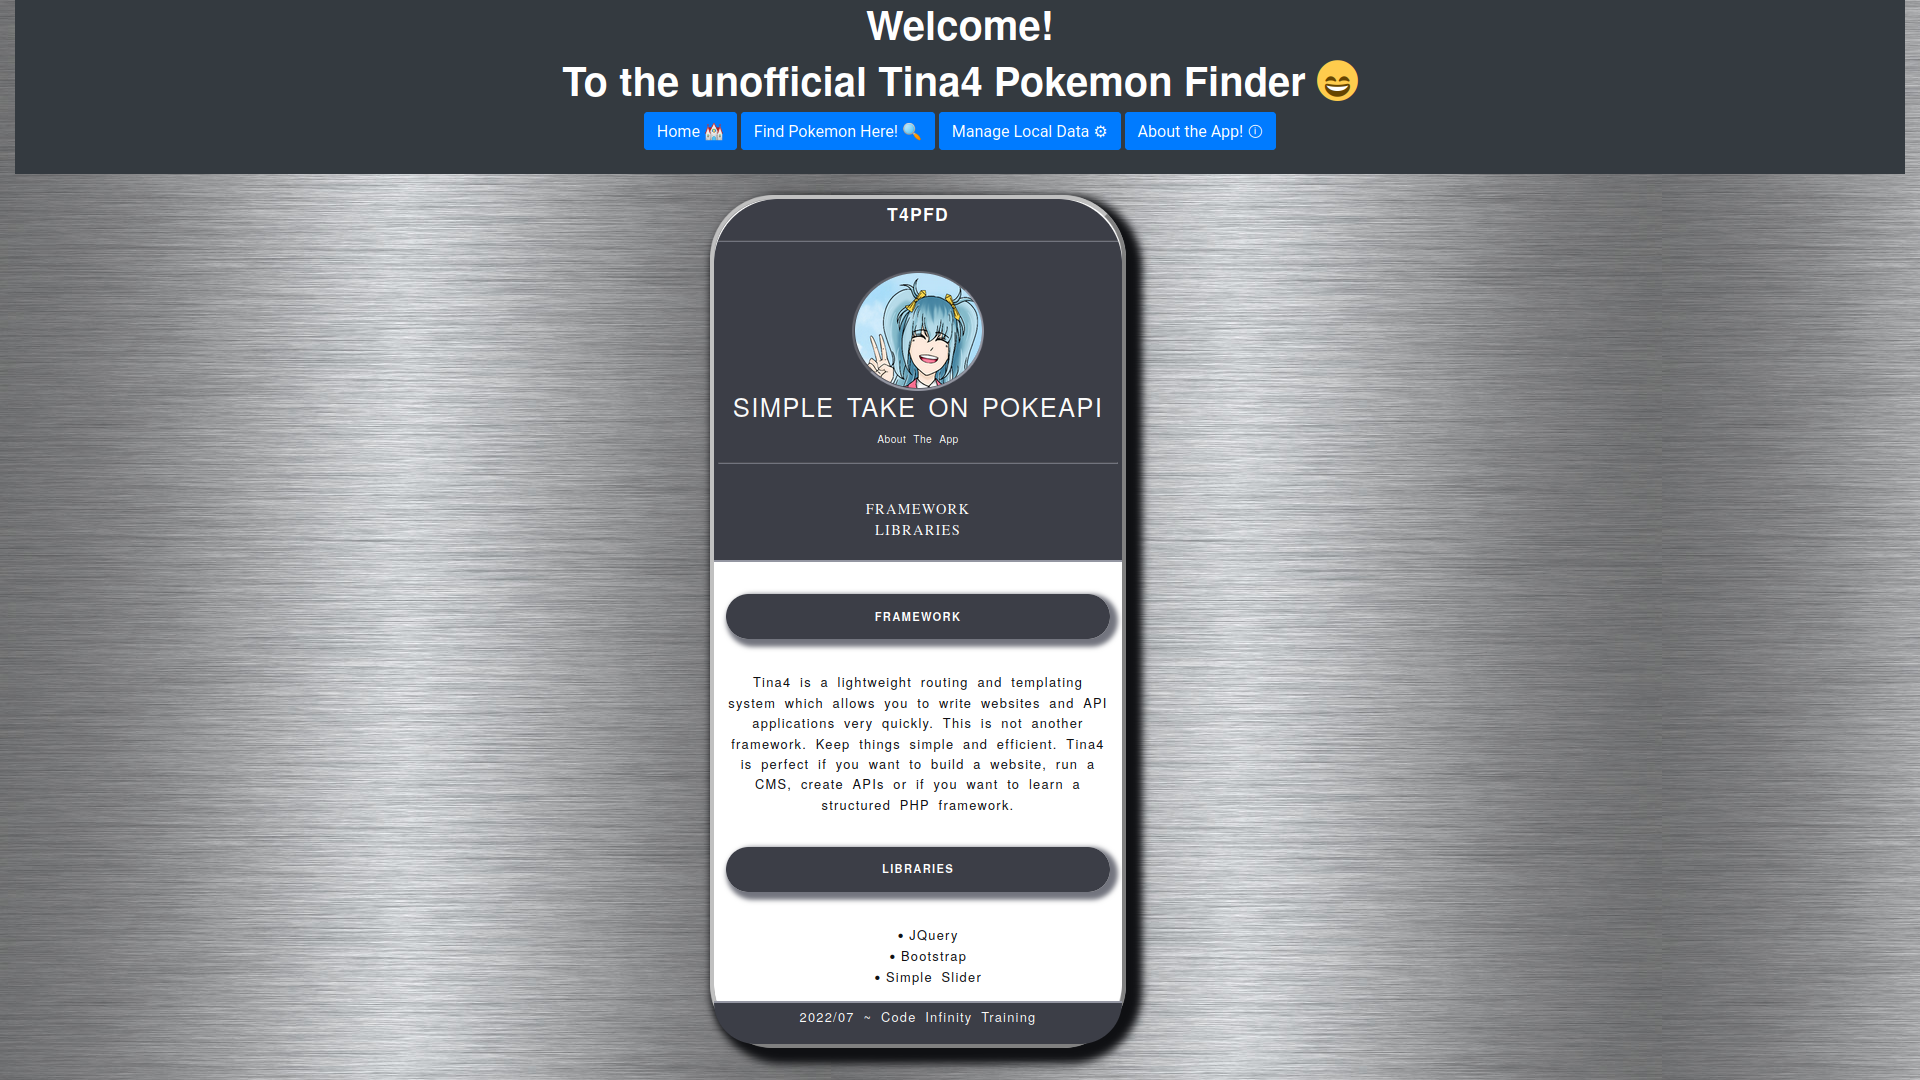 Welcome!
To the unofficial Tina4 Pokemon Finder 😄
Home 🏰 Find Pokemon Here! 🔍 Manage Local Data ⚙ About the App! ⓘ
T4PFD
SIMPLE TAKE ON POKEAPI
About The App
FRAMEWORK
LIBRARIES
FRAMEWORK
Tina4 is a lightweight routing and templating
system which allows you to write websites and API
applications very quickly. This is not another
framework. Keep things simple and efficient. Tina4
is perfect if you want to build a website, run a
CMS, create APIs or if you want to learn a
structured PHP framework.
LIBRARIES
• JQuery
• Bootstrap
• Simple Slider
2022/07 ~ Code Infinity Training